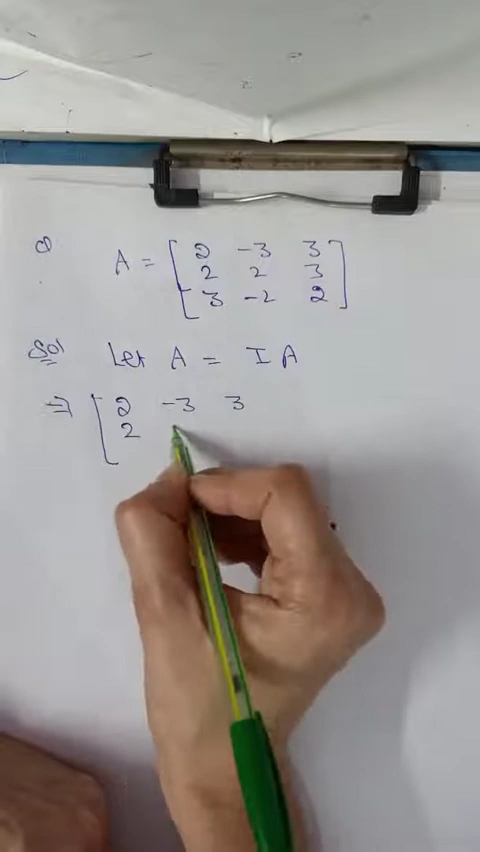 Q A = [ 2 -3 3
2 2 3
3 -2 2 ]
Sol Let A = I A
⇒ [ 2 -3 3
2